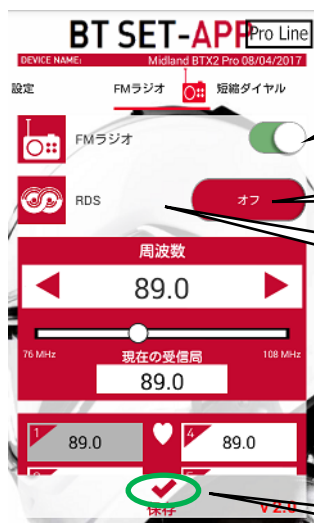 BT SET-APP Pro Line
DEVICE NAME: Midland BTX2 Pro 08/04/2017
設定 FMラジオ 短縮ダイヤル
FMラジオ
RDS オフ
周波数
89.0
76 MHz 現在の受信局 108 MHz
89.0
1 89.0 4 89.0
保存 V 2.0